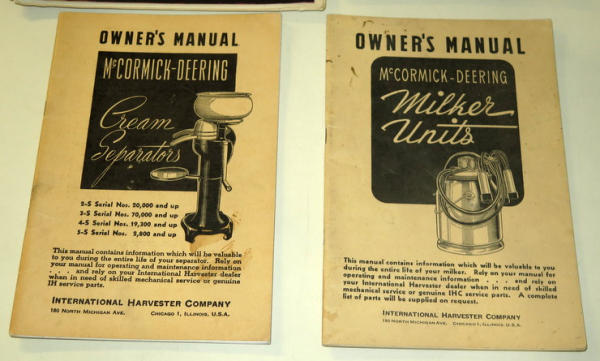 OWNER'S MANUAL
McCORMICK-DEERING
Cream
Separators
2-S Serial Nos. 20,000 and up
3-S Serial Nos. 70,000 and up
4-S Serial Nos. 19,300 and up
5-S Serial Nos. 2,800 and up
This manual contains information which will be valuable
to you during the entire life of your separator. Rely on
your manual for operating and maintenance information
. . . . and rely on your International Harvester dealer
when in need of skilled mechanical service or genuine
IH service parts.
INTERNATIONAL HARVESTER COMPANY
180 NORTH MICHIGAN AVE. CHICAGO 1, ILLINOIS, U.S.A.
OWNER'S MANUAL
McCORMICK-DEERING
Milker
Units
This manual contains information which will be valuable to you
during the entire life of your milker. Rely on your manual for
operating and maintenance information . . . . and rely on
your International Harvester dealer when in need of skilled
mechanical service or genuine IHC service parts. A complete
list of parts will be supplied on request.
INTERNATIONAL HARVESTER COMPANY
180 NORTH MICHIGAN AVE. CHICAGO 1, ILLINOIS, U.S.A.